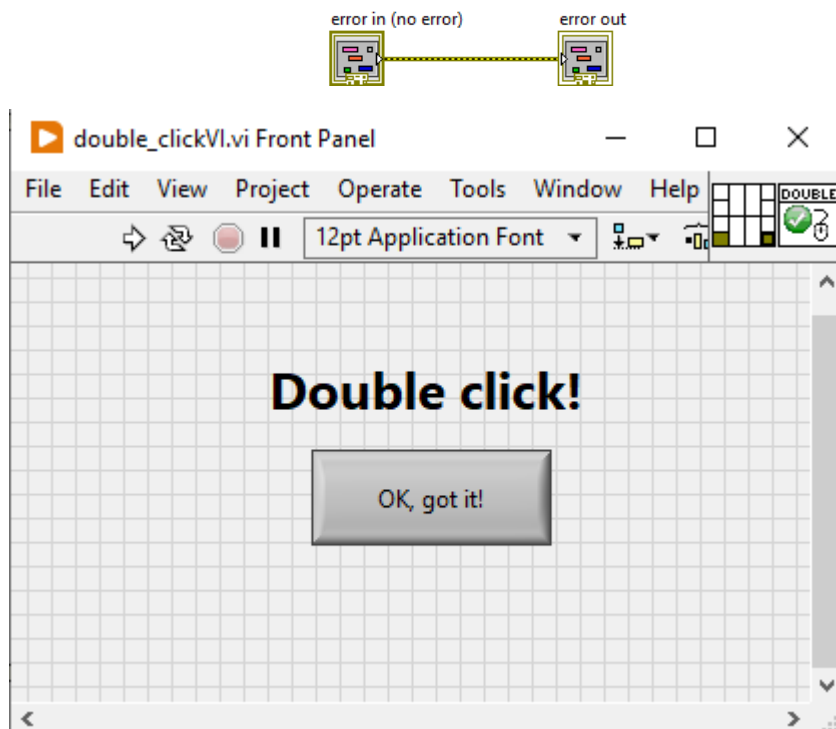 error in (no error) error out
double_clickVI.vi Front Panel
File Edit View Project Operate Tools Window Help
12pt Application Font
DOUBLE
Double click!
OK, got it!